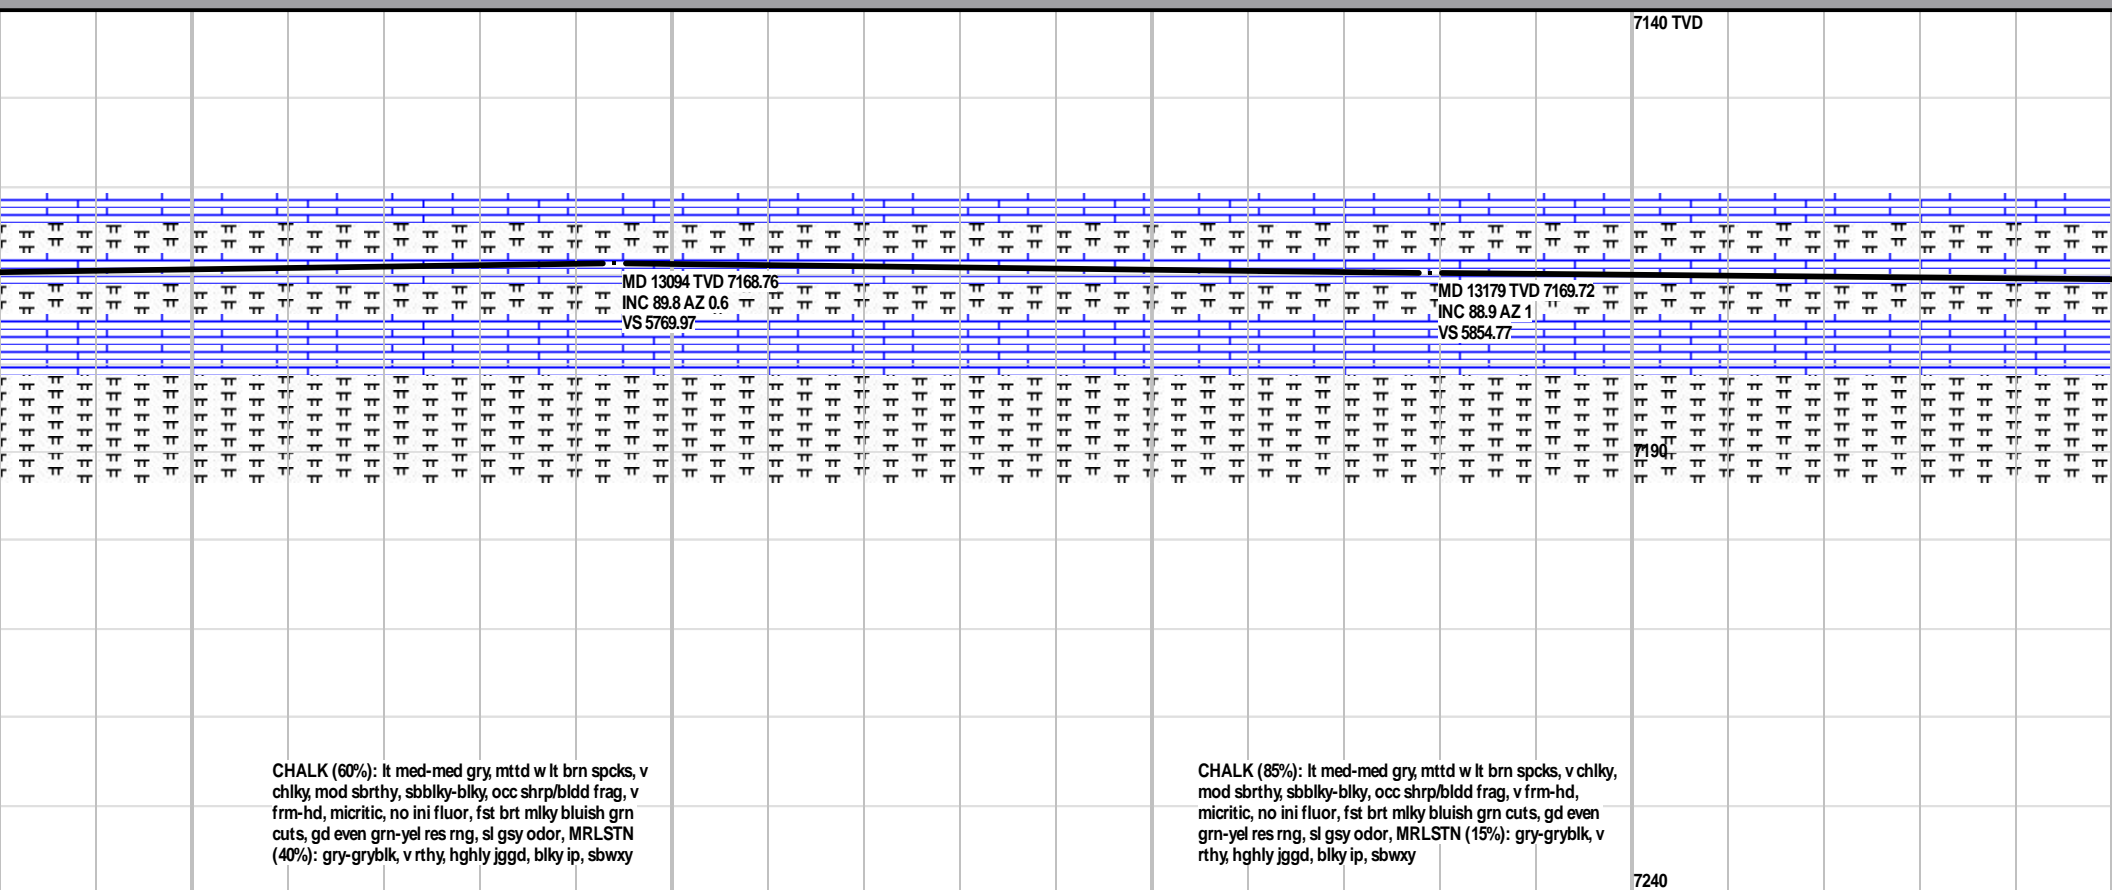 7140 TVD
MD 13094 TVD 7168.76
INC 89.8 AZ 0.6
VS 5769.97
MD 13179 TVD 7169.72
INC 88.9 AZ 1
VS 5854.77
7190
CHALK (60%): lt med-med gry, mttd w lt brn spcks, v
chlky, mod sbrthy, sbblky-blky, occ shrp/bldd frag, v
frm-hd, micritic, no ini fluor, fst brt mlky bluish grn
cuts, gd even grn-yel res rng, sl gsy odor, MRLSTN
(40%): gry-gryblk, v rthy, hghly jggd, blky ip, sbwxy
CHALK (85%): lt med-med gry, mttd w lt brn spcks, v chlky,
mod sbrthy, sbblky-blky, occ shrp/bldd frag, v frm-hd,
micritic, no ini fluor, fst brt mlky bluish grn cuts, gd even
grn-yel res rng, sl gsy odor, MRLSTN (15%): gry-gryblk, v
rthy, hghly jggd, blky ip, sbwxy
7240